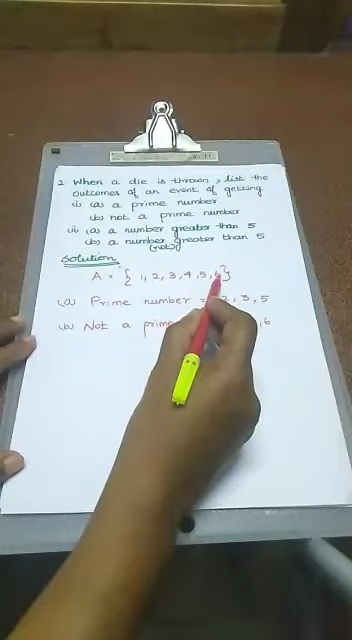 2. When a die is thrown, list the
outcomes of an event of getting
(i) (a) a prime number
(b) not a prime number
(ii) (a) a number greater than 5
(b) a number greater than 5
(not)
Solution
A = { 1, 2, 3, 4, 5, 6 }
(a) Prime number = 2, 3, 5
(b) Not a prime , 6